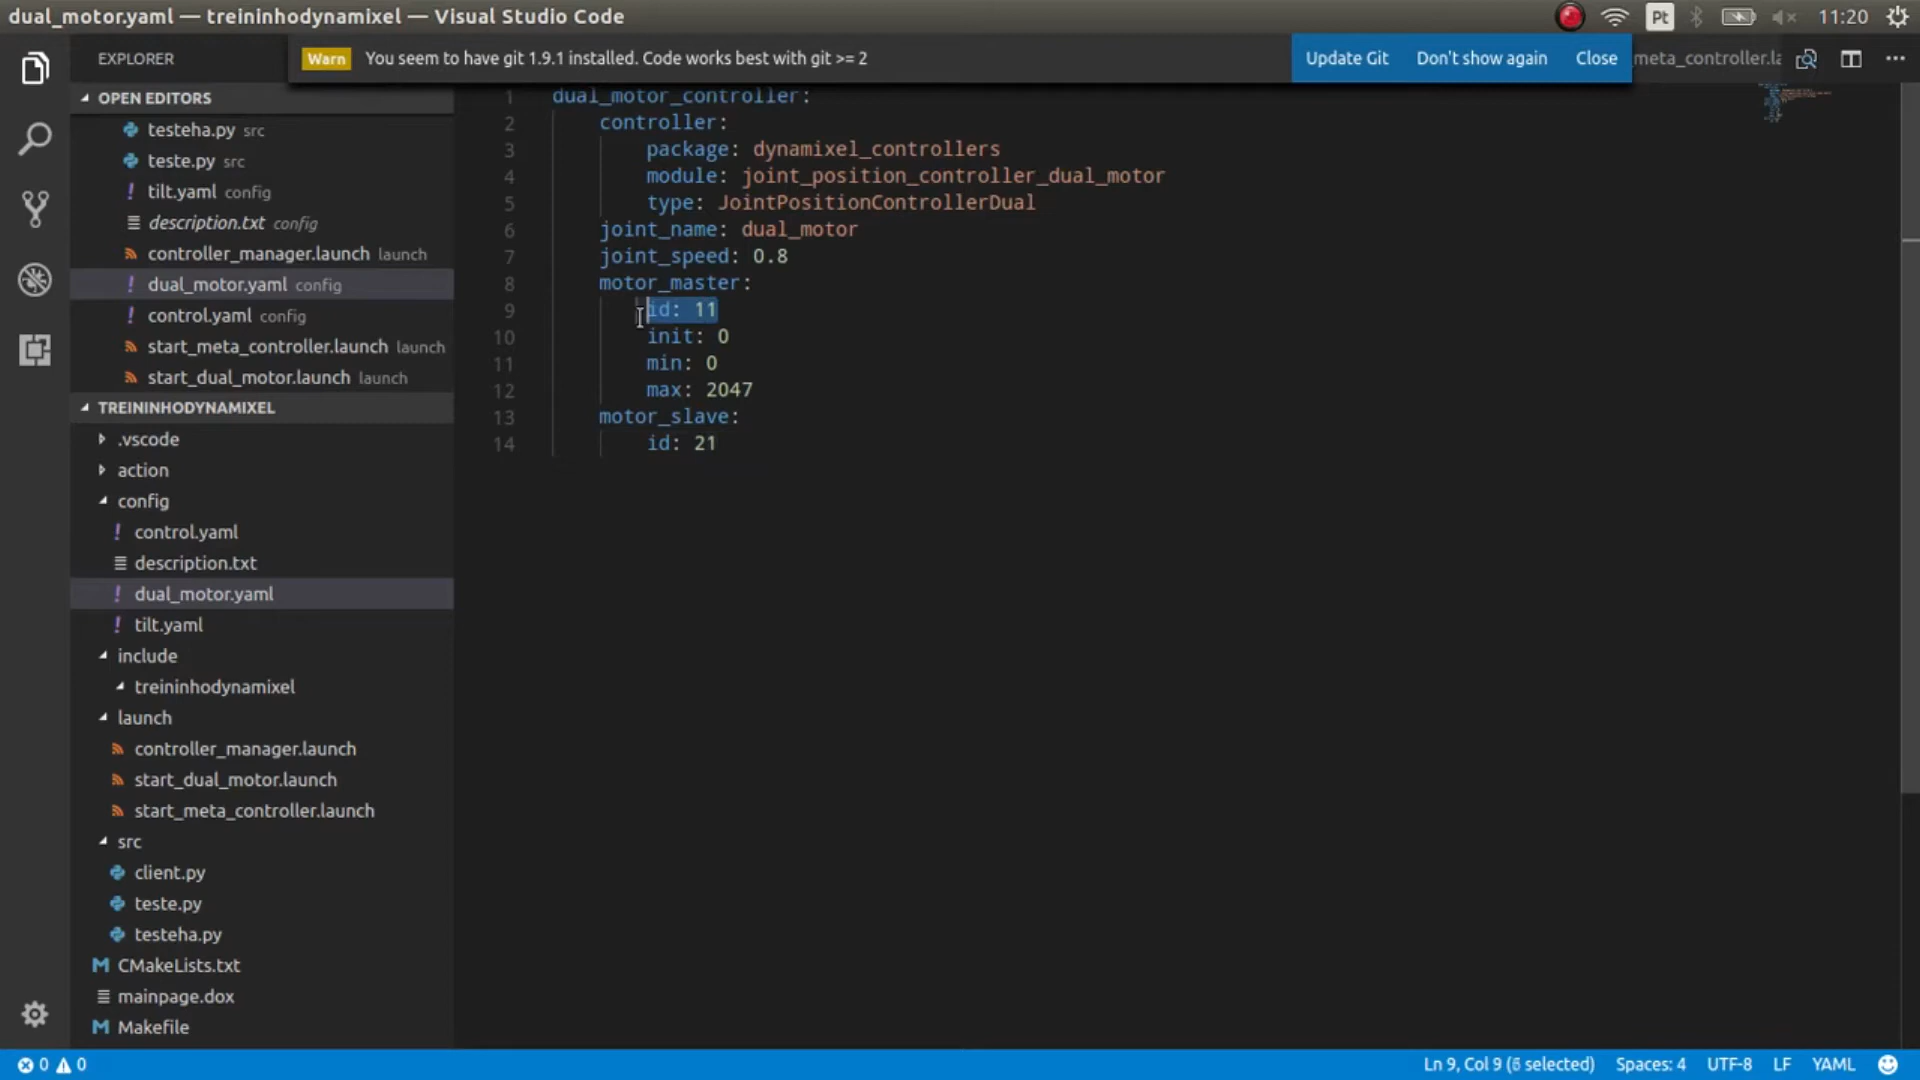 dual_motor.yaml — treininhodynamixel — Visual Studio Code
Pt
11:20
EXPLORER
Warn You seem to have git 1.9.1 installed. Code works best with git >= 2
Update Git Don't show again Close
meta_controller.la
OPEN EDITORS
testeha.py src
teste.py src
! tilt.yaml config
description.txt config
controller_manager.launch launch
! dual_motor.yaml config
! control.yaml config
start_meta_controller.launch launch
start_dual_motor.launch launch
TREININHODYNAMIXEL
.vscode
action
config
! control.yaml
description.txt
! dual_motor.yaml
! tilt.yaml
include
treininhodynamixel
launch
controller_manager.launch
start_dual_motor.launch
start_meta_controller.launch
src
client.py
teste.py
testeha.py
M CMakeLists.txt
mainpage.dox
M Makefile
1 dual_motor_controller:
2 controller:
3 package: dynamixel_controllers
4 module: joint_position_controller_dual_motor
5 type: JointPositionControllerDual
6 joint_name: dual_motor
7 joint_speed: 0.8
8 motor_master:
9 id: 11
10 init: 0
11 min: 0
12 max: 2047
13 motor_slave:
14 id: 21
0 0
Ln 9, Col 9 (6 selected) Spaces: 4 UTF-8 LF YAML